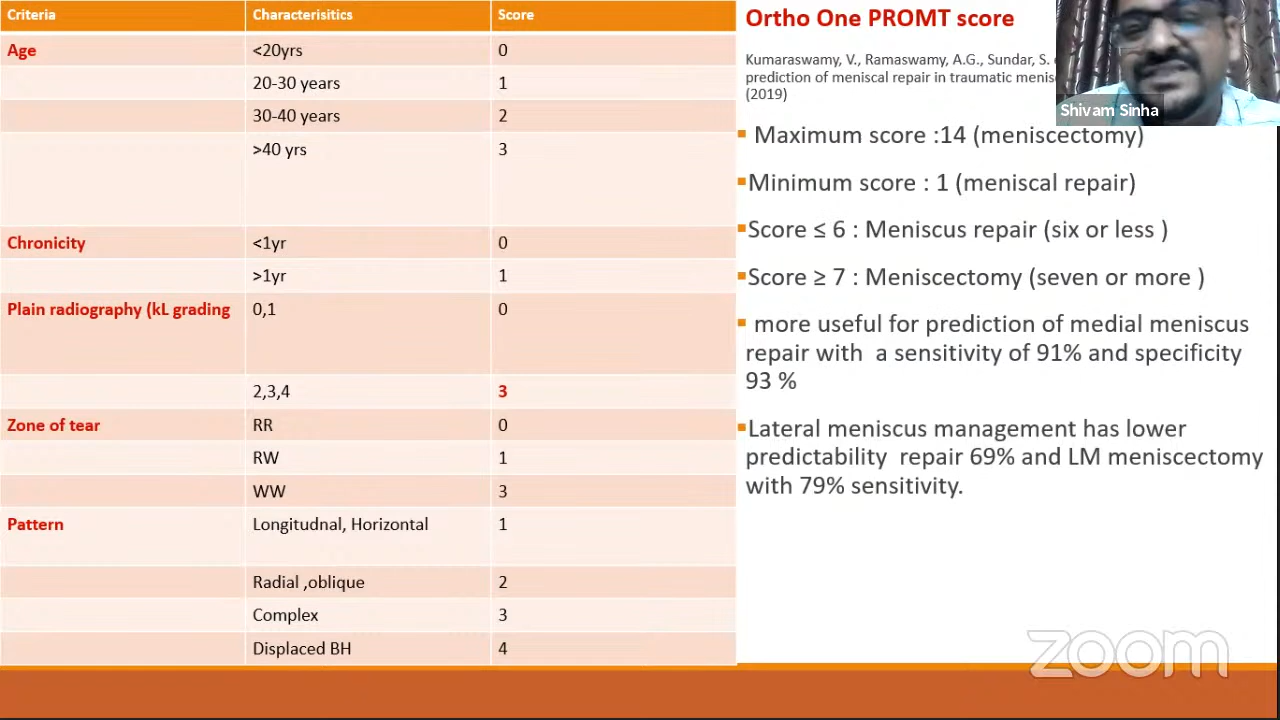 Criteria Characterisitics Score
Age <20yrs 0
20-30 years 1
30-40 years 2
>40 yrs 3
Chronicity <1yr 0
>1yr 1
Plain radiography (kL grading 0,1 0
2,3,4 3
Zone of tear RR 0
RW 1
WW 3
Pattern Longitudnal, Horizontal 1
Radial ,oblique 2
Complex 3
Displaced BH 4
Ortho One PROMT score
Kumaraswamy, V., Ramaswamy, A.G., Sundar, S.
prediction of meniscal repair in traumatic
(2019)
Shivam Sinha
Maximum score :14 (meniscectomy)
Minimum score : 1 (meniscal repair)
Score ≤ 6 : Meniscus repair (six or less )
Score ≥ 7 : Meniscectomy (seven or more )
more useful for prediction of medial meniscus
repair with a sensitivity of 91% and specificity
93 %
Lateral meniscus management has lower
predictability repair 69% and LM meniscectomy
with 79% sensitivity.
zoom